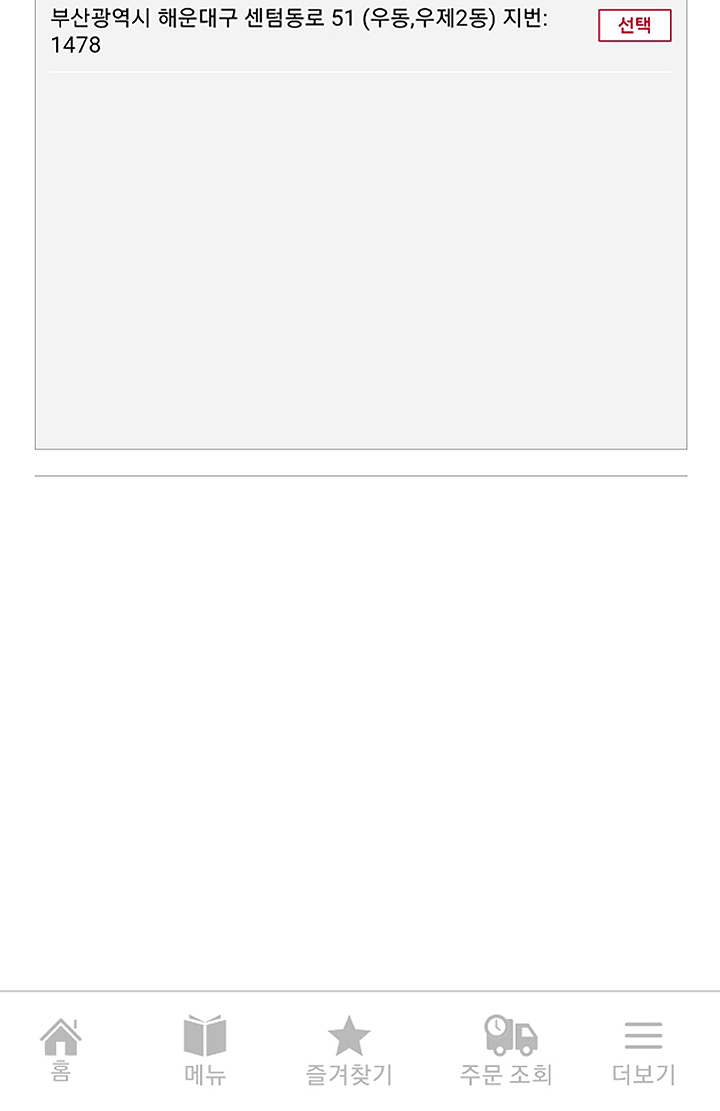 부산광역시 해운대구 센텀동로 51 (우동,우제2동) 지번:
1478
선택
홈
메뉴
즐겨찾기
주문 조회
더보기